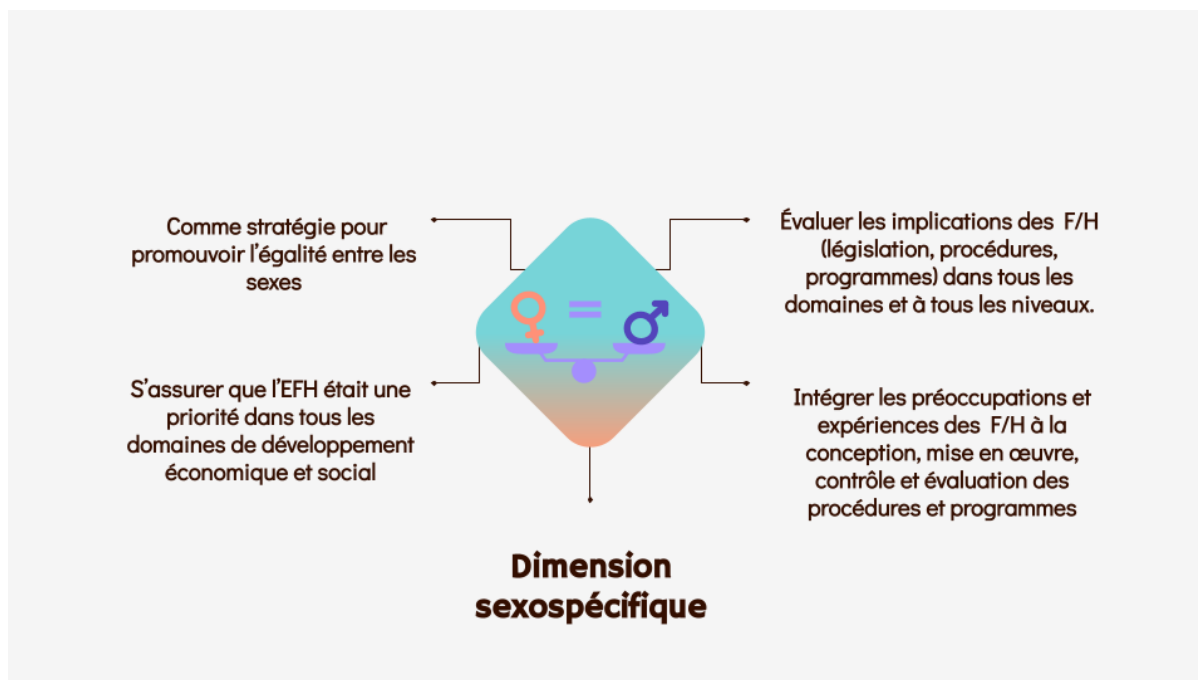 Comme stratégie pour
promouvoir l'égalité entre les
sexes
S'assurer que l'EFH était une
priorité dans tous les
domaines de développement
économique et social
Évaluer les implications des F/H
(législation, procédures,
programmes) dans tous les
domaines et à tous les niveaux.
Intégrer les préoccupations et
expériences des F/H à la
conception, mise en œuvre,
contrôle et évaluation des
procédures et programmes
Dimension
sexospécifique